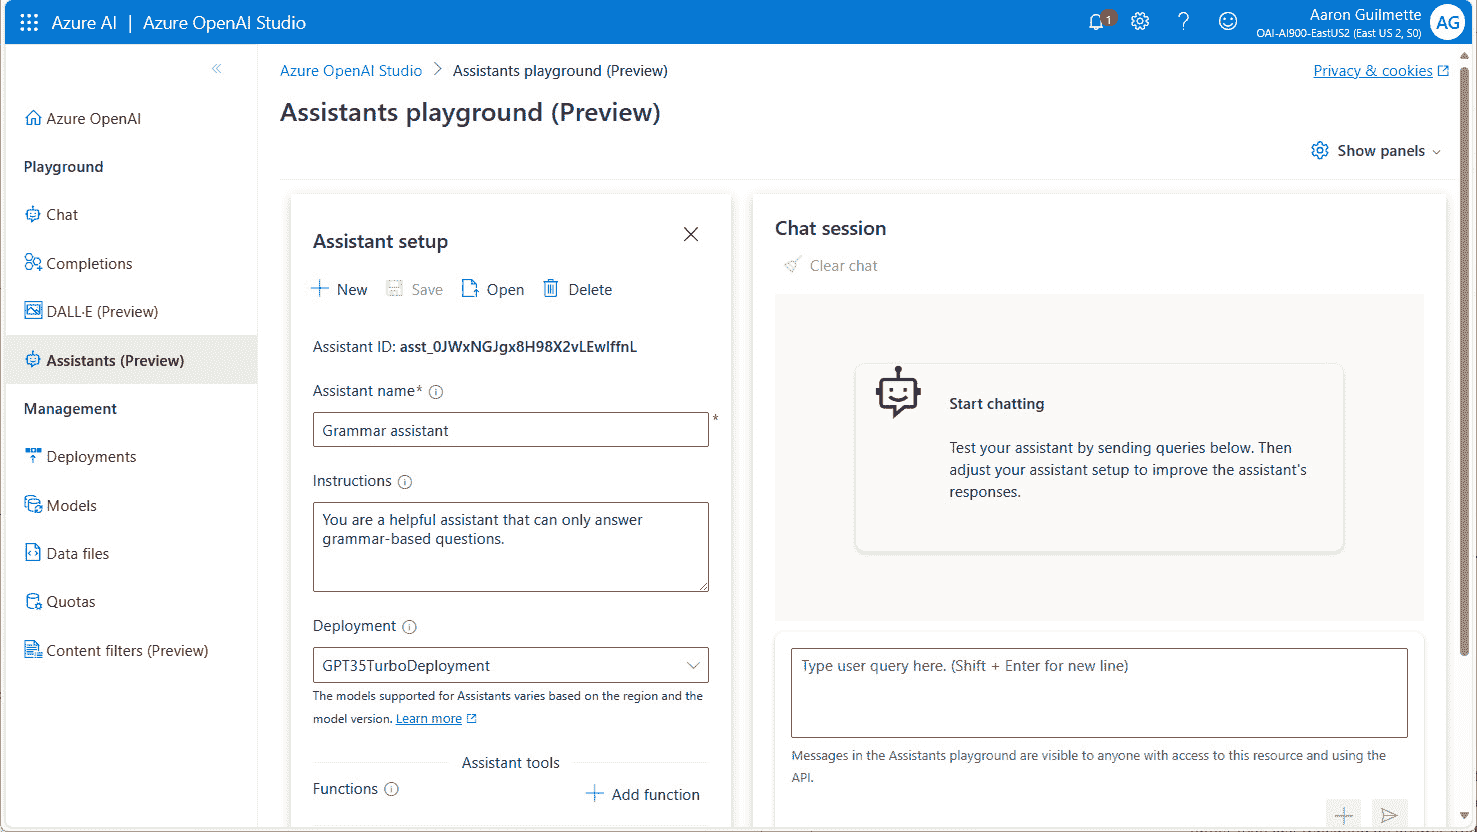 Azure AI | Azure OpenAI Studio
1
Aaron Guilmette
OAI-AI900-EastUS2 (East US 2, S0)
AG
Azure OpenAI Studio > Assistants playground (Preview)
Privacy & cookies
Assistants playground (Preview)
Show panels
Azure OpenAI
Playground
Chat
Completions
DALL·E (Preview)
Assistants (Preview)
Management
Deployments
Models
Data files
Quotas
Content filters (Preview)
Assistant setup
New Save Open Delete
Assistant ID: asst_0JWxNGJgx8H98X2vLEwlffnL
Assistant name*
Grammar assistant
*
Instructions
You are a helpful assistant that can only answer
grammar-based questions.
Deployment
GPT35TurboDeployment
The models supported for Assistants varies based on the region and the
model version. Learn more
Assistant tools
Functions
Add function
Chat session
Clear chat
Start chatting
Test your assistant by sending queries below. Then
adjust your assistant setup to improve the assistant's
responses.
Type user query here. (Shift + Enter for new line)
Messages in the Assistants playground are visible to anyone with access to this resource and using the
API.